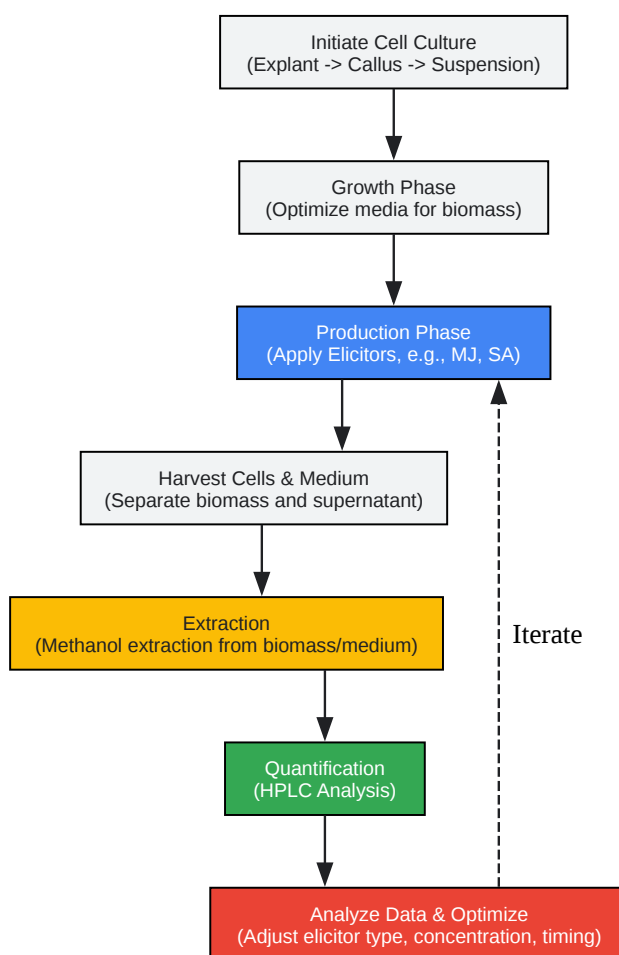 Initiate Cell Culture
(Explant -> Callus -> Suspension)
Growth Phase
(Optimize media for biomass)
Production Phase
(Apply Elicitors, e.g., MJ, SA)
Harvest Cells & Medium
(Separate biomass and supernatant)
Extraction
(Methanol extraction from biomass/medium)
Iterate
Quantification
(HPLC Analysis)
Analyze Data & Optimize
(Adjust elicitor type, concentration, timing)